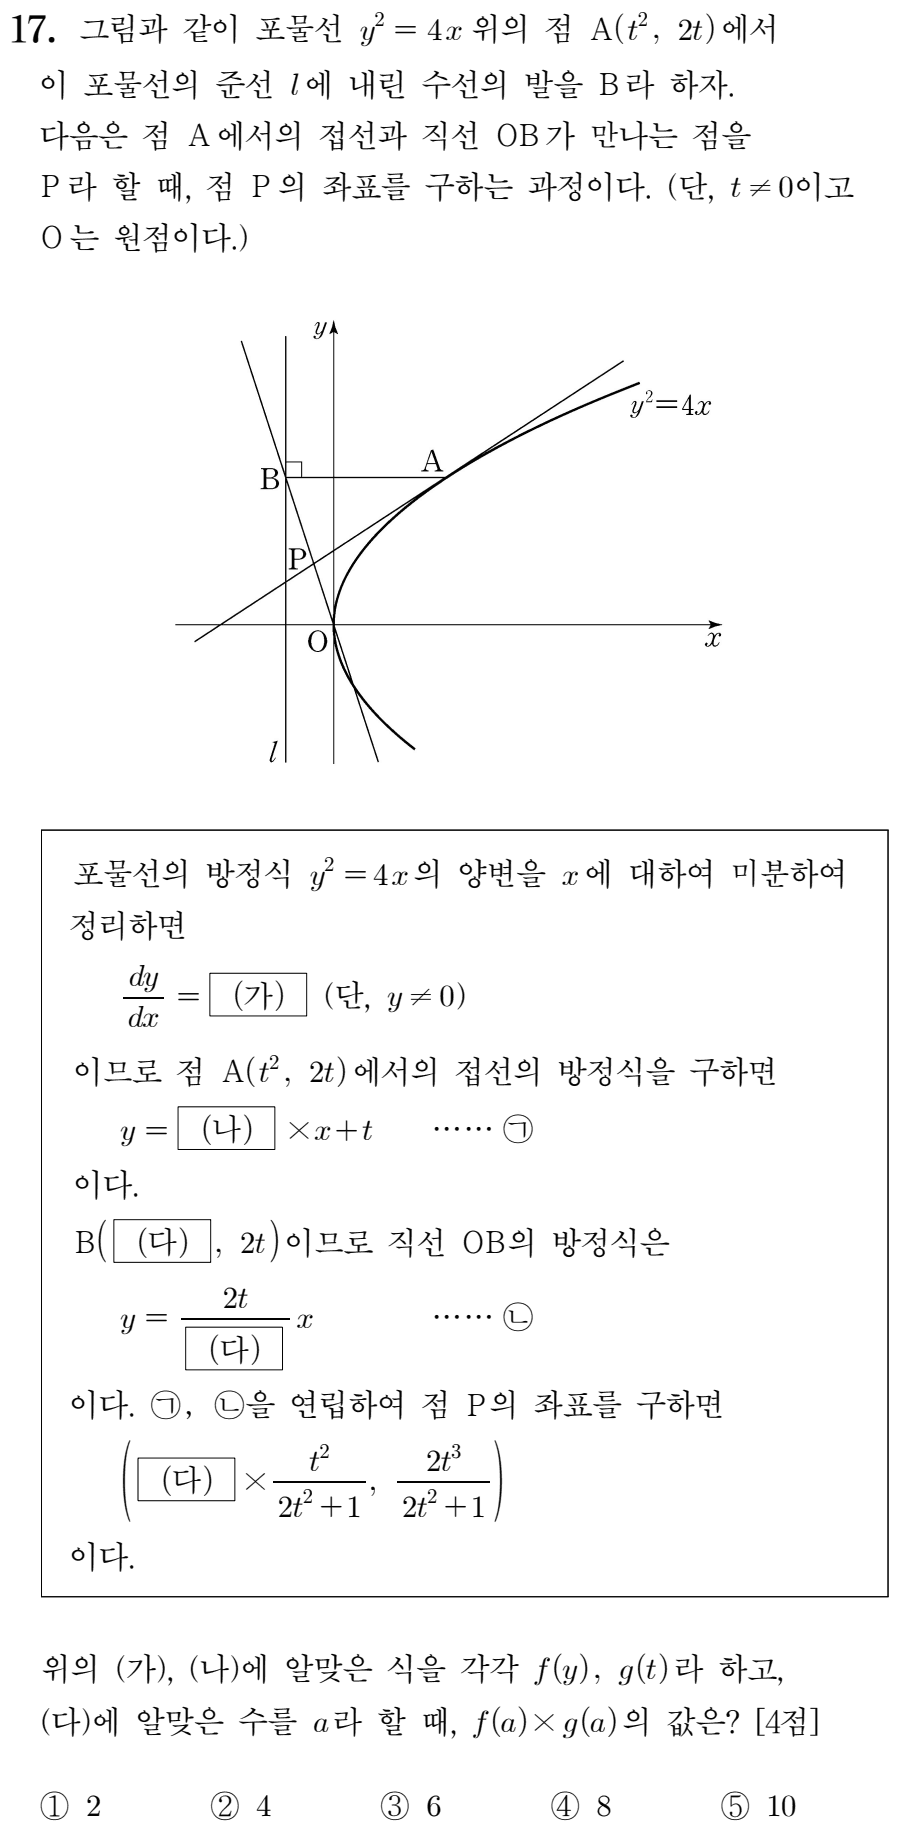 17. 그림과 같이 포물선 y² = 4x 위의 점 A(t², 2t)에서
이 포물선의 준선 l에 내린 수선의 발을 B라 하자.
다음은 점 A에서의 접선과 직선 OB가 만나는 점을
P라 할 때, 점 P의 좌표를 구하는 과정이다. (단, t ≠ 0이고
O는 원점이다.)
y
y²=4x
A
B
P
O
x
l
포물선의 방정식 y² = 4x의 양변을 x에 대하여 미분하여
정리하면
dy/dx = (가) (단, y ≠ 0)
이므로 점 A(t², 2t)에서의 접선의 방정식을 구하면
y = (나) × x + t …… ㉠
이다.
B( (다) , 2t)이므로 직선 OB의 방정식은
y = 2t/(다) x …… ㉡
이다. ㉠, ㉡을 연립하여 점 P의 좌표를 구하면
( (다) × t²/(2t²+1), 2t³/(2t²+1) )
이다.
위의 (가), (나)에 알맞은 식을 각각 f(y), g(t)라 하고,
(다)에 알맞은 수를 a라 할 때, f(a)×g(a)의 값은? [4점]
① 2 ② 4 ③ 6 ④ 8 ⑤ 10